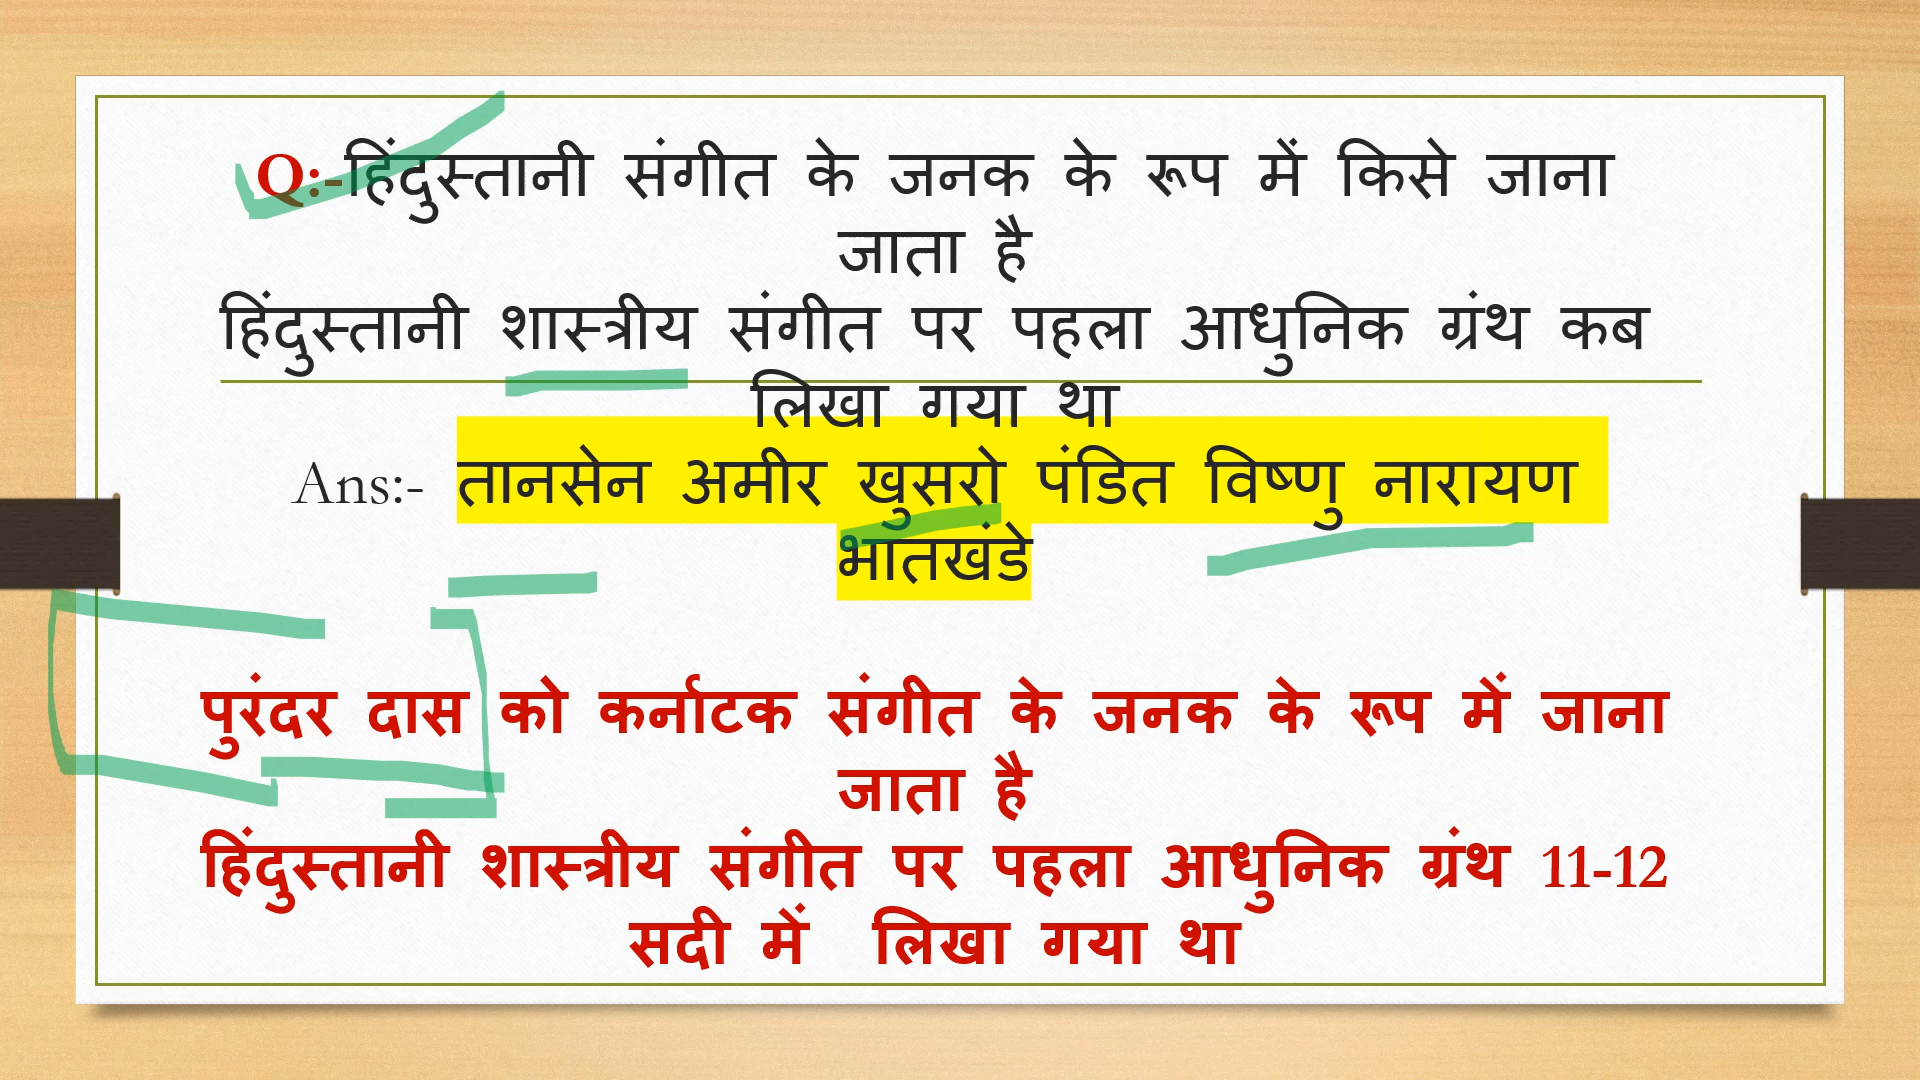 Q:-हिंदुस्तानी संगीत के जनक के रूप में किसे जाना
जाता है
हिंदुस्तानी शास्त्रीय संगीत पर पहला आधुनिक ग्रंथ कब
लिखा गया था
Ans:- तानसेन अमीर खुसरो पंडित विष्णु नारायण
भातखंडे
पुरंदर दास को कर्नाटक संगीत के जनक के रूप में जाना
जाता है
हिंदुस्तानी शास्त्रीय संगीत पर पहला आधुनिक ग्रंथ 11-12
सदी में लिखा गया था